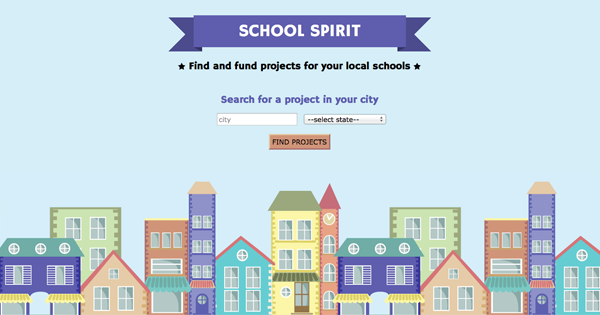 SCHOOL SPIRIT
★ Find and fund projects for your local schools ★
Search for a project in your city
city
--select state--
FIND PROJECTS